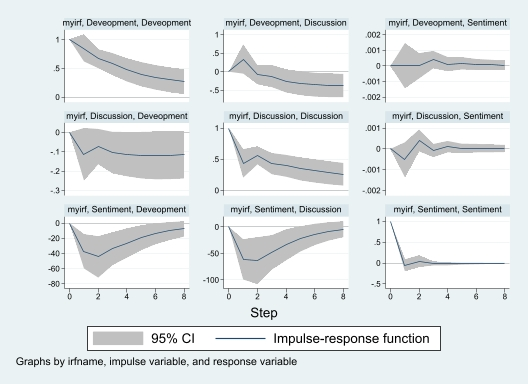 myirf, Deveopment, Deveopment
myirf, Deveopment, Discussion
myirf, Deveopment, Sentiment
1
.5
0
1
.5
0
-.5
.002
.001
0
-.001
-.002
myirf, Discussion, Deveopment
myirf, Discussion, Discussion
myirf, Discussion, Sentiment
0
-.1
-.2
-.3
1
.5
0
.001
0
-.001
-.002
myirf, Sentiment, Deveopment
myirf, Sentiment, Discussion
myirf, Sentiment, Sentiment
0
-20
-40
-60
-80
0
-50
-100
1
.5
0
-.5
0 2 4 6 8
0 2 4 6 8
0 2 4 6 8
Step
95% CI
Impulse-response function
Graphs by irfname, impulse variable, and response variable